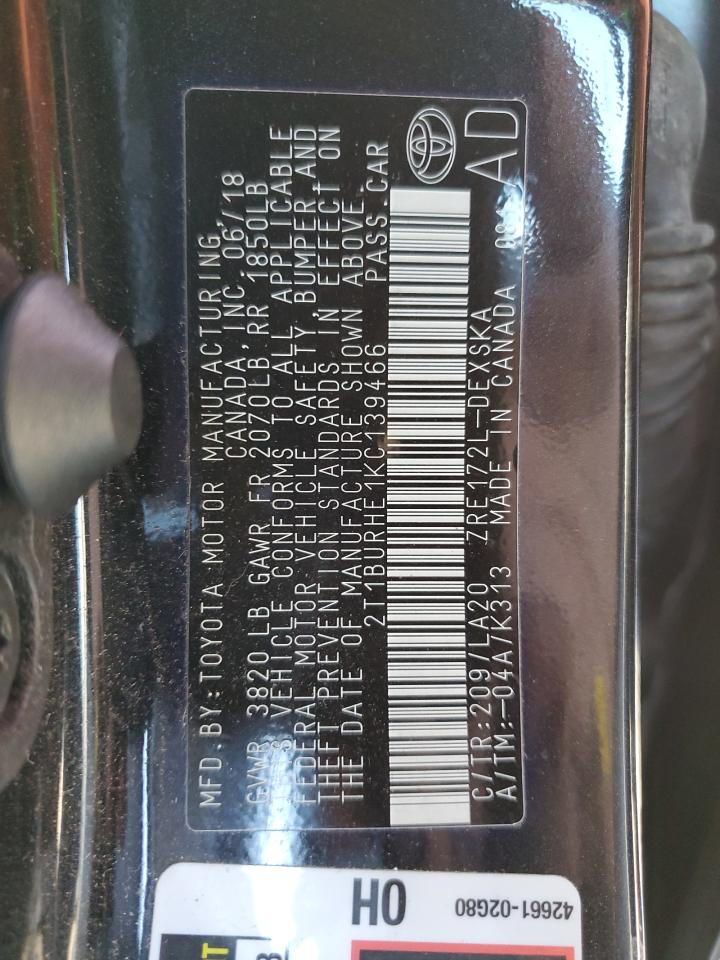 MFD.BY:TOYOTA MOTOR MANUFACTURING
CANADA, INC. 06/18
GVWR 3820 LB GAWR FR 2070LB, RR 1850LB
VEHICLE CONFORMS TO ALL APPLICABLE
FEDERAL MOTOR VEHICLE SAFETY, BUMPER AND
THEFT PREVENTION STANDARDS IN EFFECT ON
THE DATE OF MANUFACTURE SHOWN ABOVE.
2T1BURHE1KC139466 PASS.CAR
C/TR:209/LA20 ZRE172L-DEXSKA
A/TM:-04A/K313 MADE IN CANADA
AD
OH
42661-02G80